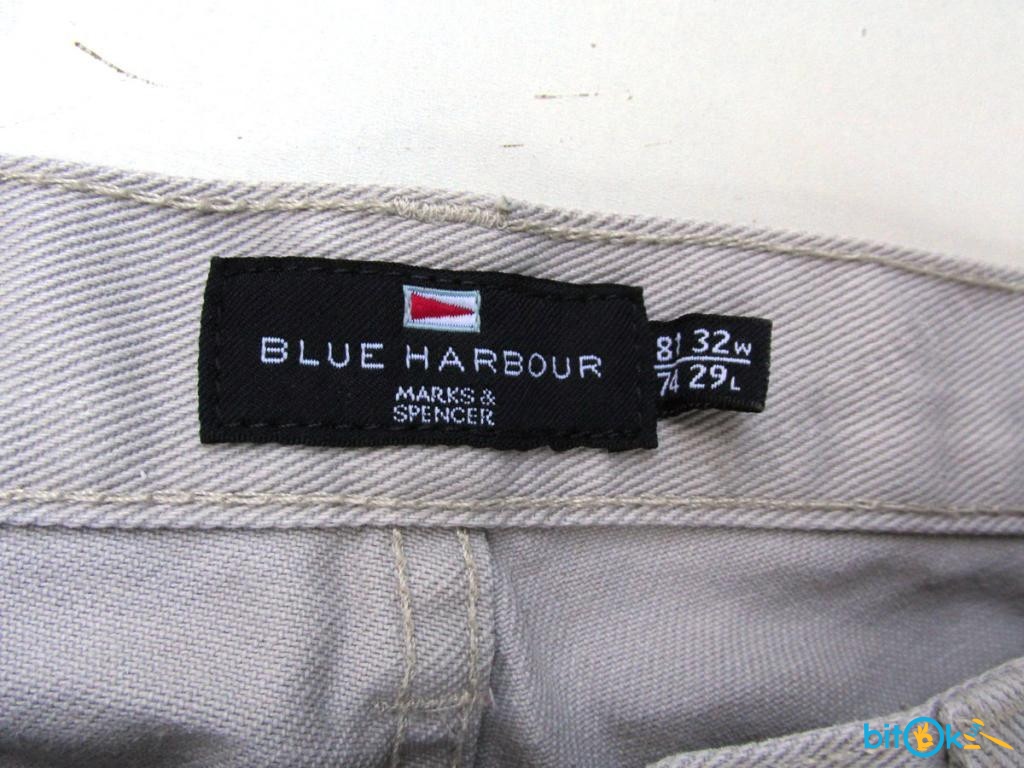 BLUE HARBOUR
MARKS &
SPENCER
81 32W
74 29L
bitOk